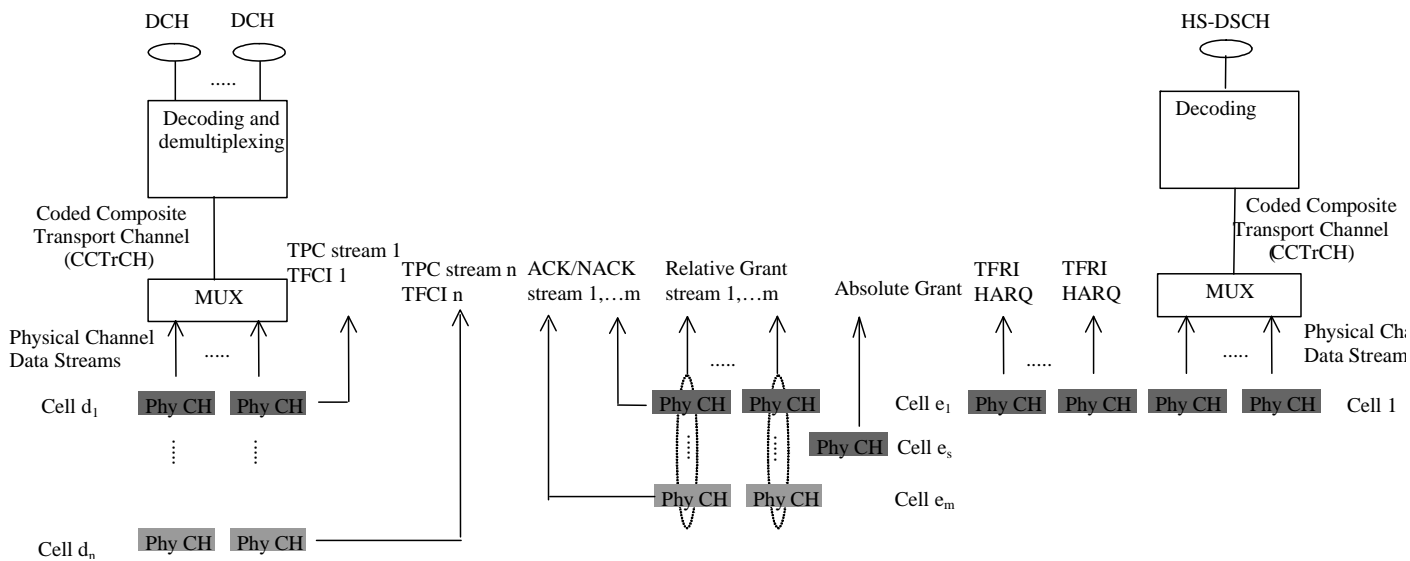 DCH
DCH
HS-DSCH
.....
Decoding and
demultiplexing
Decoding
Coded Composite
Transport Channel
(CCTrCH)
Coded Composite
Transport Channel
(CCTrCH)
TPC stream 1
TFCI 1
TPC stream n
TFCI n
ACK/NACK
stream 1,…m
Relative Grant
stream 1,…m
Absolute Grant
TFRI
HARQ
TFRI
HARQ
MUX
MUX
Physical Channel
Data Streams
.....
.....
.....
.....
Physical Cha
Data Stream
Cell d1
Phy CH
Phy CH
Phy CH
Phy CH
Cell e1
Phy CH
Phy CH
Phy CH
Phy CH
Cell 1
Phy CH
Cell es
Phy CH
Phy CH
Cell em
Cell dn
Phy CH
Phy CH